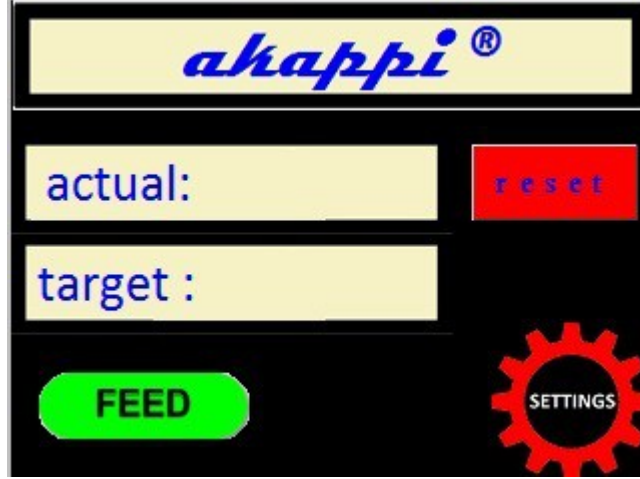 akappi ®
actual:
reset
target :
FEED
SETTINGS